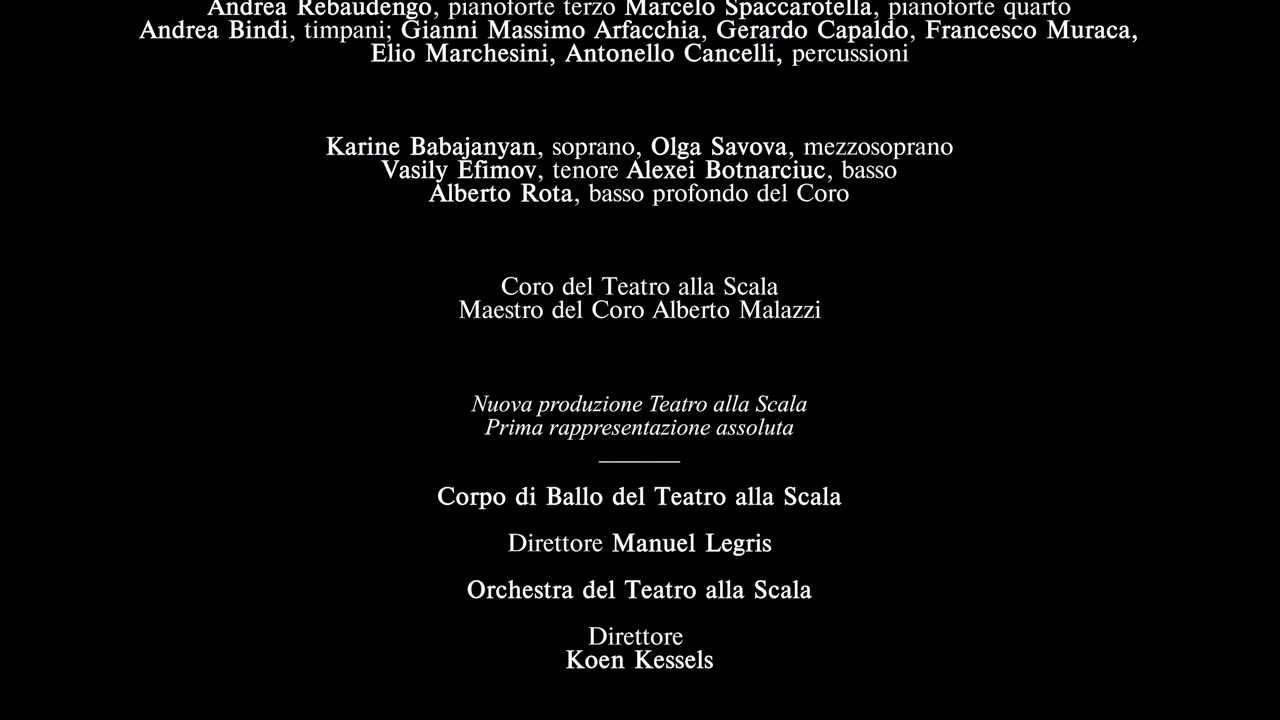 Andrea Rebaudengo, pianoforte terzo Marcelo Spaccarotella, pianoforte quarto
Andrea Bindi, timpani; Gianni Massimo Arfacchia, Gerardo Capaldo, Francesco Muraca,
Elio Marchesini, Antonello Cancelli, percussioni
Karine Babajanyan, soprano, Olga Savova, mezzosoprano
Vasily Efimov, tenore Alexei Botnarciuc, basso
Alberto Rota, basso profondo del Coro
Coro del Teatro alla Scala
Maestro del Coro Alberto Malazzi
Nuova produzione Teatro alla Scala
Prima rappresentazione assoluta
Corpo di Ballo del Teatro alla Scala
Direttore Manuel Legris
Orchestra del Teatro alla Scala
Direttore
Koen Kessels